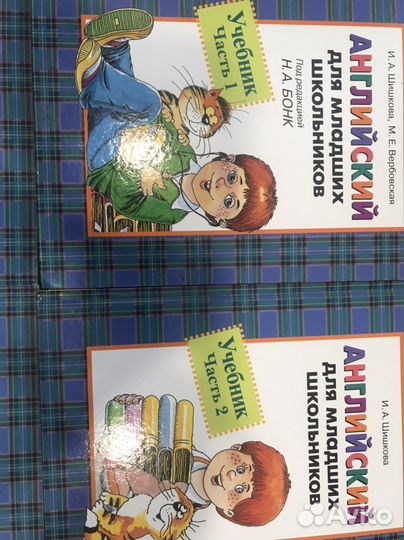 И. А. Шишкова, М. Е. Вербовская
АНГЛИЙСКИЙ
для младших
школьников
Под редакцией
Н. А. БОНК
Учебник
Часть 1
И. А. Шишкова
АНГЛИЙСКИЙ
для младших
школьников
Учебник
Часть 2
Avito